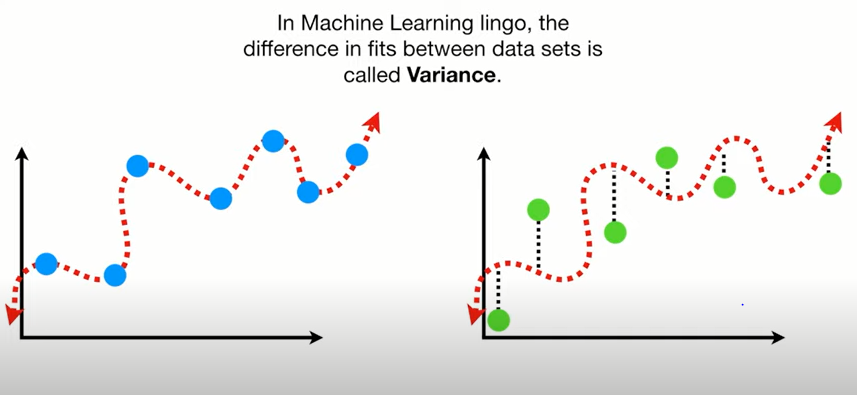 In Machine Learning lingo, the
difference in fits between data sets is
called Variance.